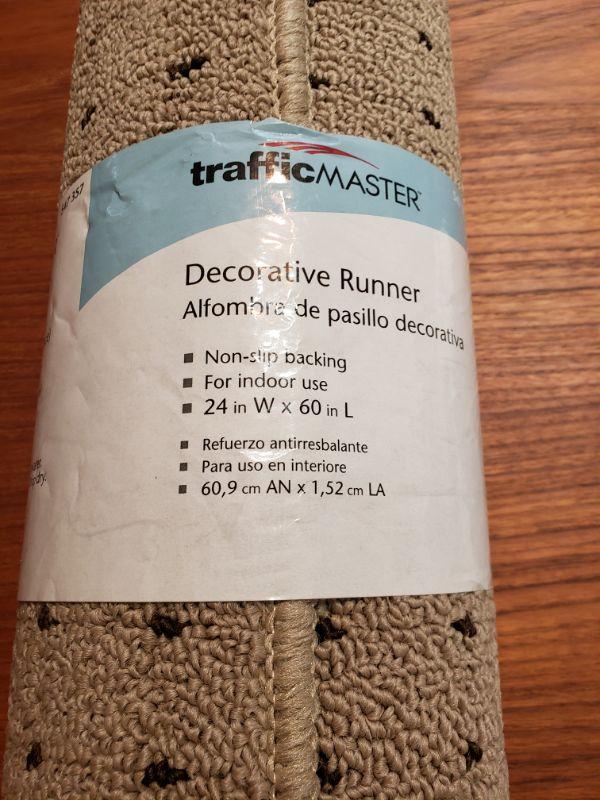 trafficMASTER™
Decorative Runner
Alfombra de pasillo decorativa
▪ Non-slip backing
▪ For indoor use
▪ 24 in W x 60 in L
▪ Refuerzo antirresbalante
▪ Para uso en interiore
▪ 60,9 cm AN x 1,52 cm LA